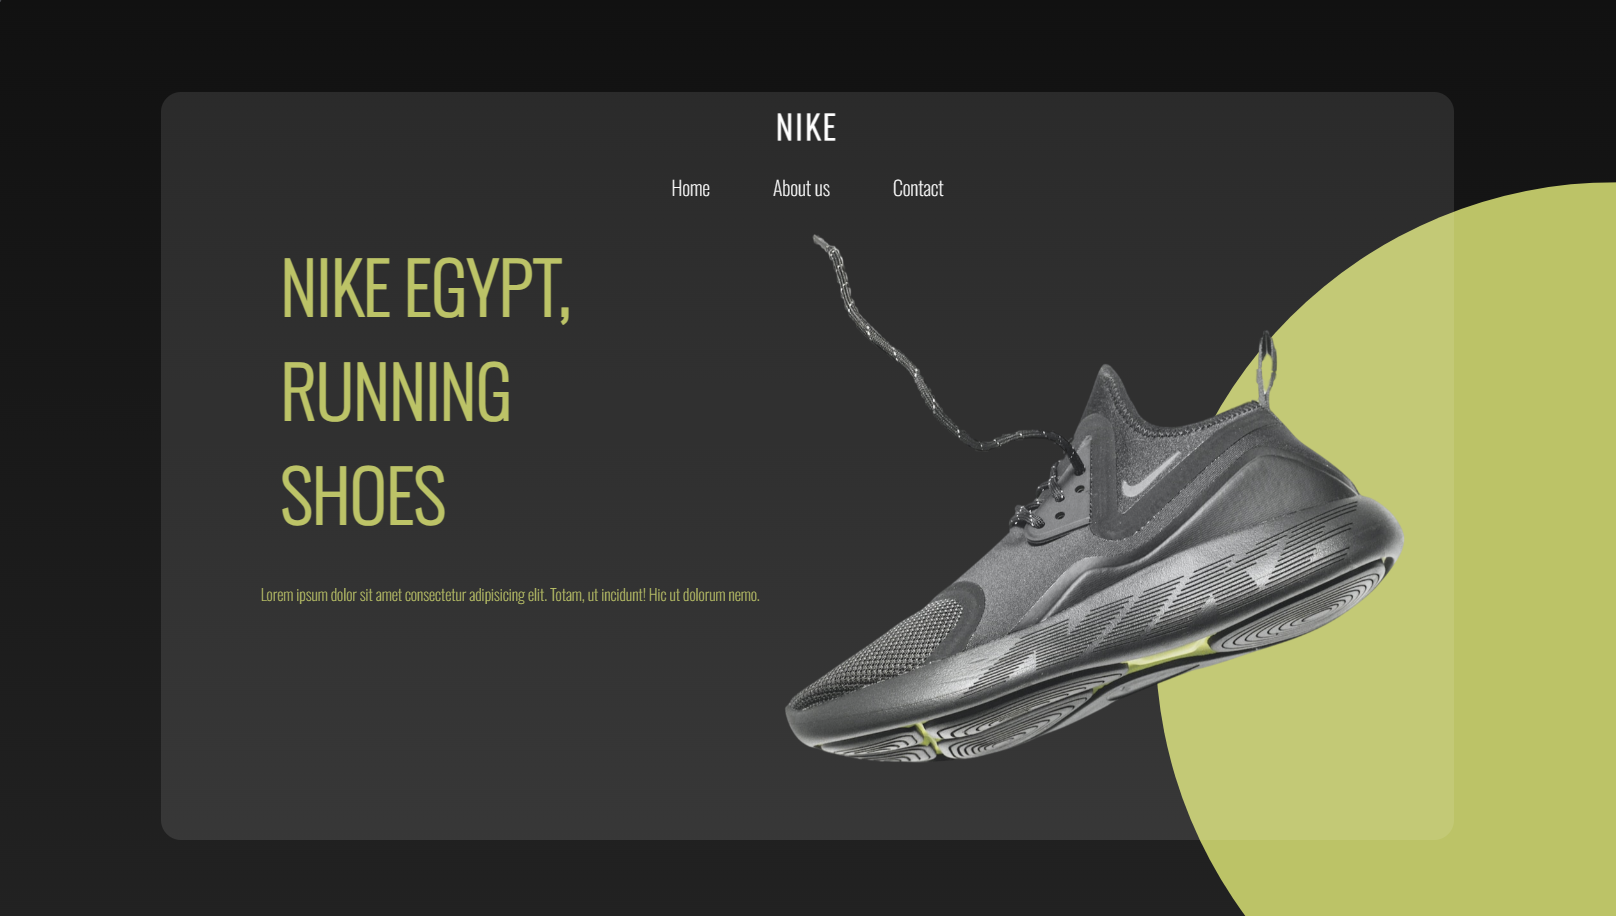 NIKE
Home About us Contact
NIKE EGYPT,
RUNNING
SHOES
Lorem ipsum dolor sit amet consectetur adipisicing elit. Totam, ut incidunt! Hic ut dolorum nemo.